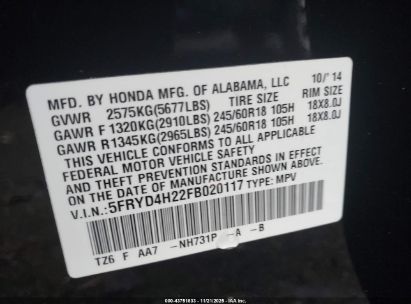 MFD. BY HONDA MFG. OF ALABAMA, LLC 10/'14
GVWR 2575KG(5677LBS) TIRE SIZE RIM SIZE
GAWR F 1320KG(2910LBS) 245/60R18 105H 18X8.0J
GAWR R1345KG(2965LBS) 245/60R18 105H 18X8.0J
THIS VEHICLE CONFORMS TO ALL APPLICABLE
FEDERAL MOTOR VEHICLE SAFETY
AND THEFT PREVENTION STANDARDS IN EFFECT
ON THE DATE OF MANUFACTURE SHOWN ABOVE.
V.I.N.:5FRYD4H22FB020117 TYPE: MPV
TZ6 F AA7 -NH731P -A -B